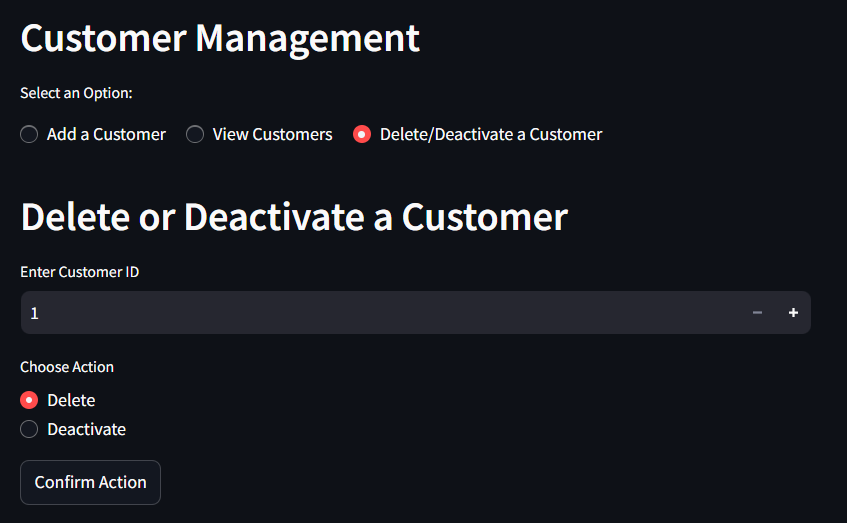 Customer Management
Select an Option:
Add a Customer View Customers Delete/Deactivate a Customer
Delete or Deactivate a Customer
Enter Customer ID
1 − +
Choose Action
Delete
Deactivate
Confirm Action